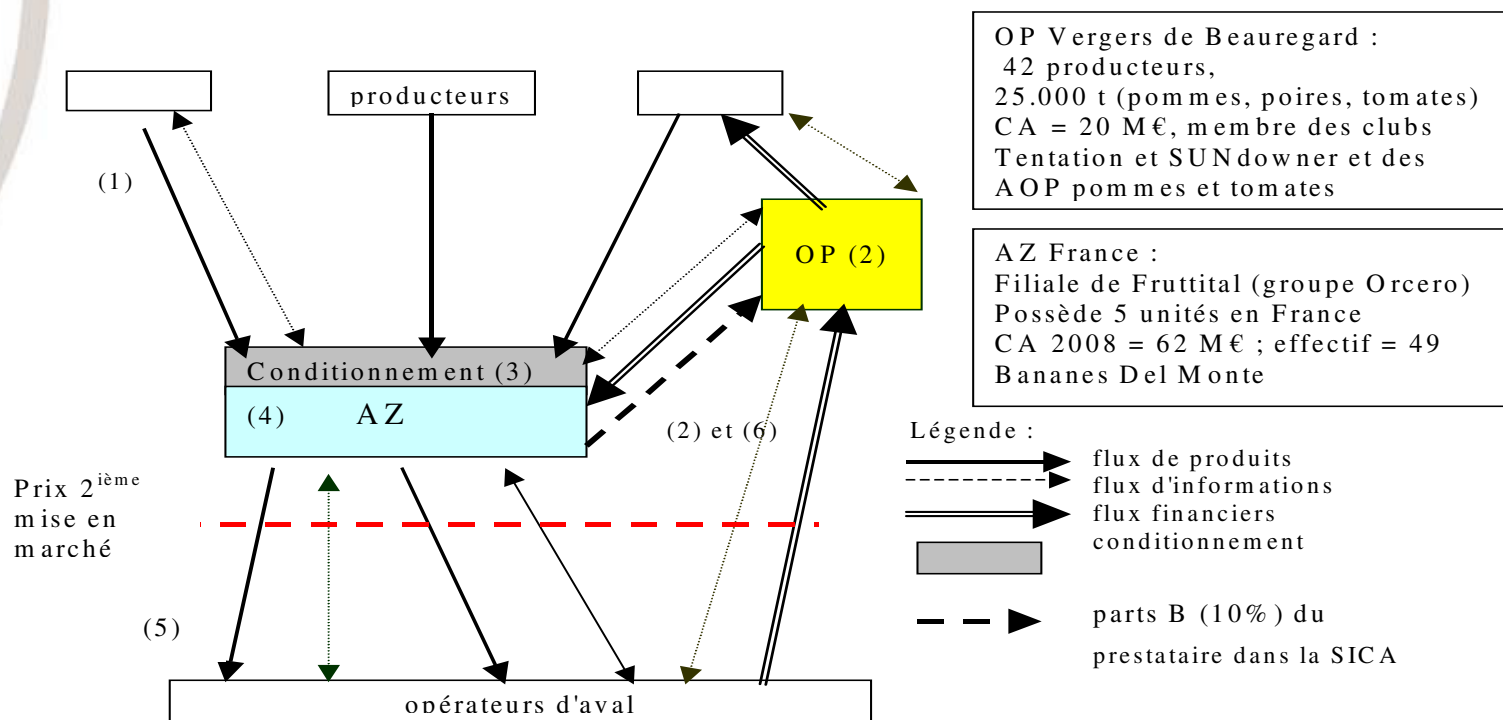 OP Vergers de Beauregard :
42 producteurs,
25.000 t (pommes, poires, tomates)
CA = 20 M€, membre des clubs
Tentation et SUNdowner et des
AOP pommes et tomates
producteurs
(1)
OP (2)
AZ France :
Filiale de Fruttital (groupe Orcero)
Possède 5 unités en France
CA 2008 = 62 M€ ; effectif = 49
Bananes Del Monte
Conditionnement (3)
(4) AZ
(2) et (6)
Légende :
flux de produits
flux d'informations
flux financiers
conditionnement
parts B (10%) du
prestataire dans la SICA
Prix 2ième
mise en
marché
(5)
opérateurs d'aval